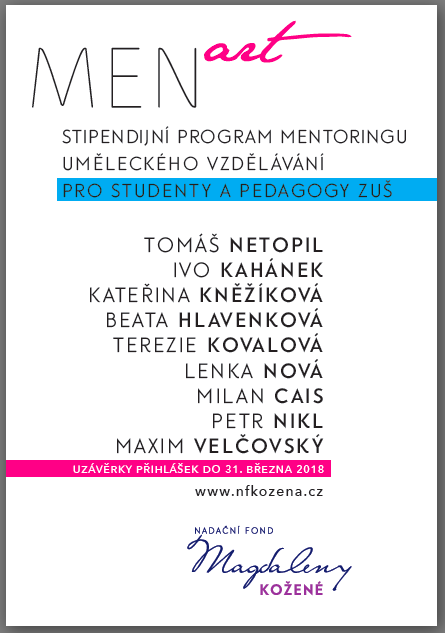 MENart
STIPENDIJNÍ PROGRAM MENTORINGU
UMĚLECKÉHO VZDĚLÁVÁNÍ
PRO STUDENTY A PEDAGOGY ZUŠ
TOMÁŠ NETOPIL
IVO KAHÁNEK
KATEŘINA KNĚŽÍKOVÁ
BEATA HLAVENKOVÁ
TEREZIE KOVALOVÁ
LENKA NOVÁ
MILAN CAIS
PETR NIKL
MAXIM VELČOVSKÝ
UZÁVĚRKY PŘIHLÁŠEK DO 31. BŘEZNA 2018
www.nfkozena.cz
NADAČNÍ FOND
Magdaleny
KOŽENÉ